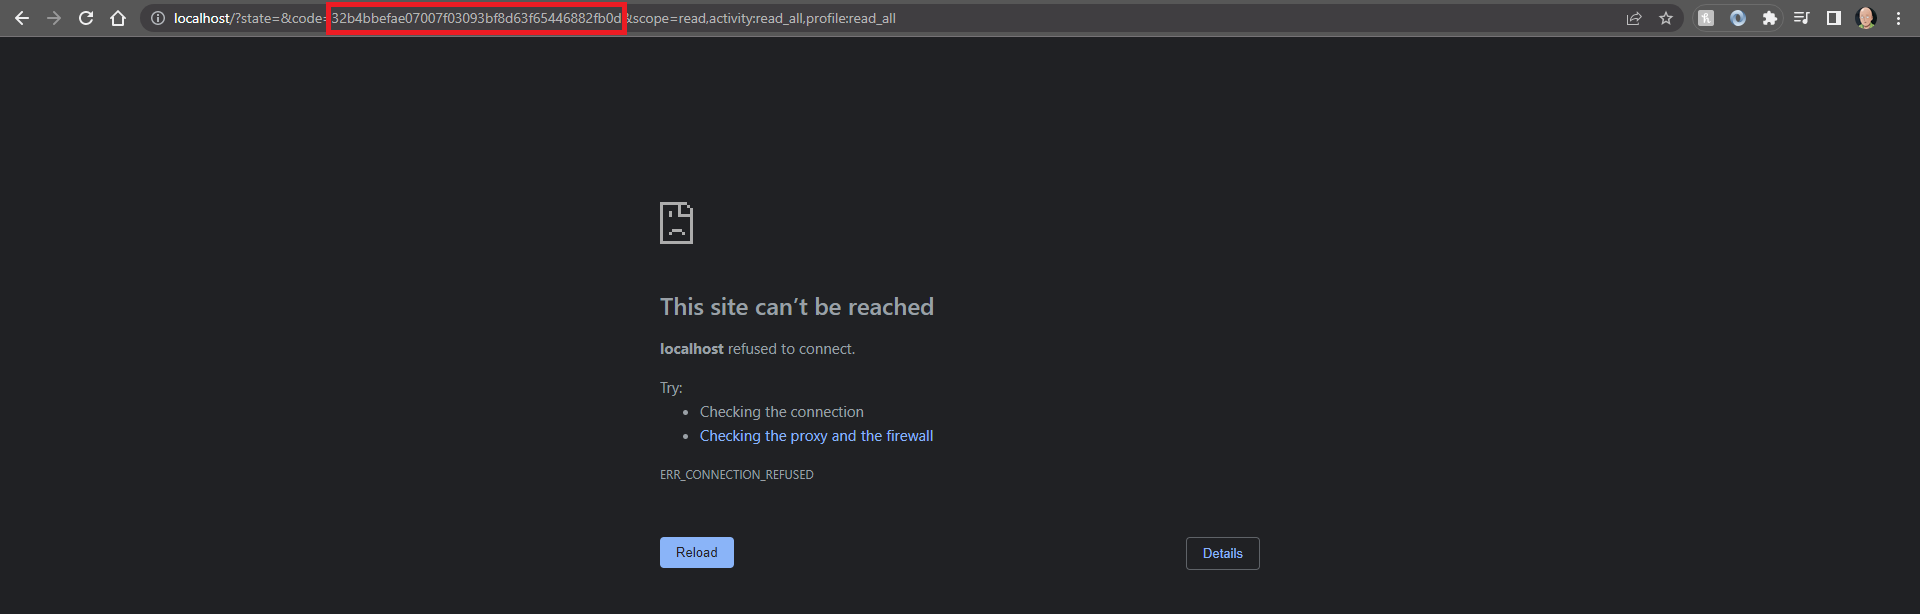 localhost/?state=&code=32b4bbefae07007f03093bf8d63f65446882fb0d&scope=read,activity:read_all,profile:read_all
This site can’t be reached
localhost refused to connect.
Try:
• Checking the connection
• Checking the proxy and the firewall
ERR_CONNECTION_REFUSED
Reload
Details